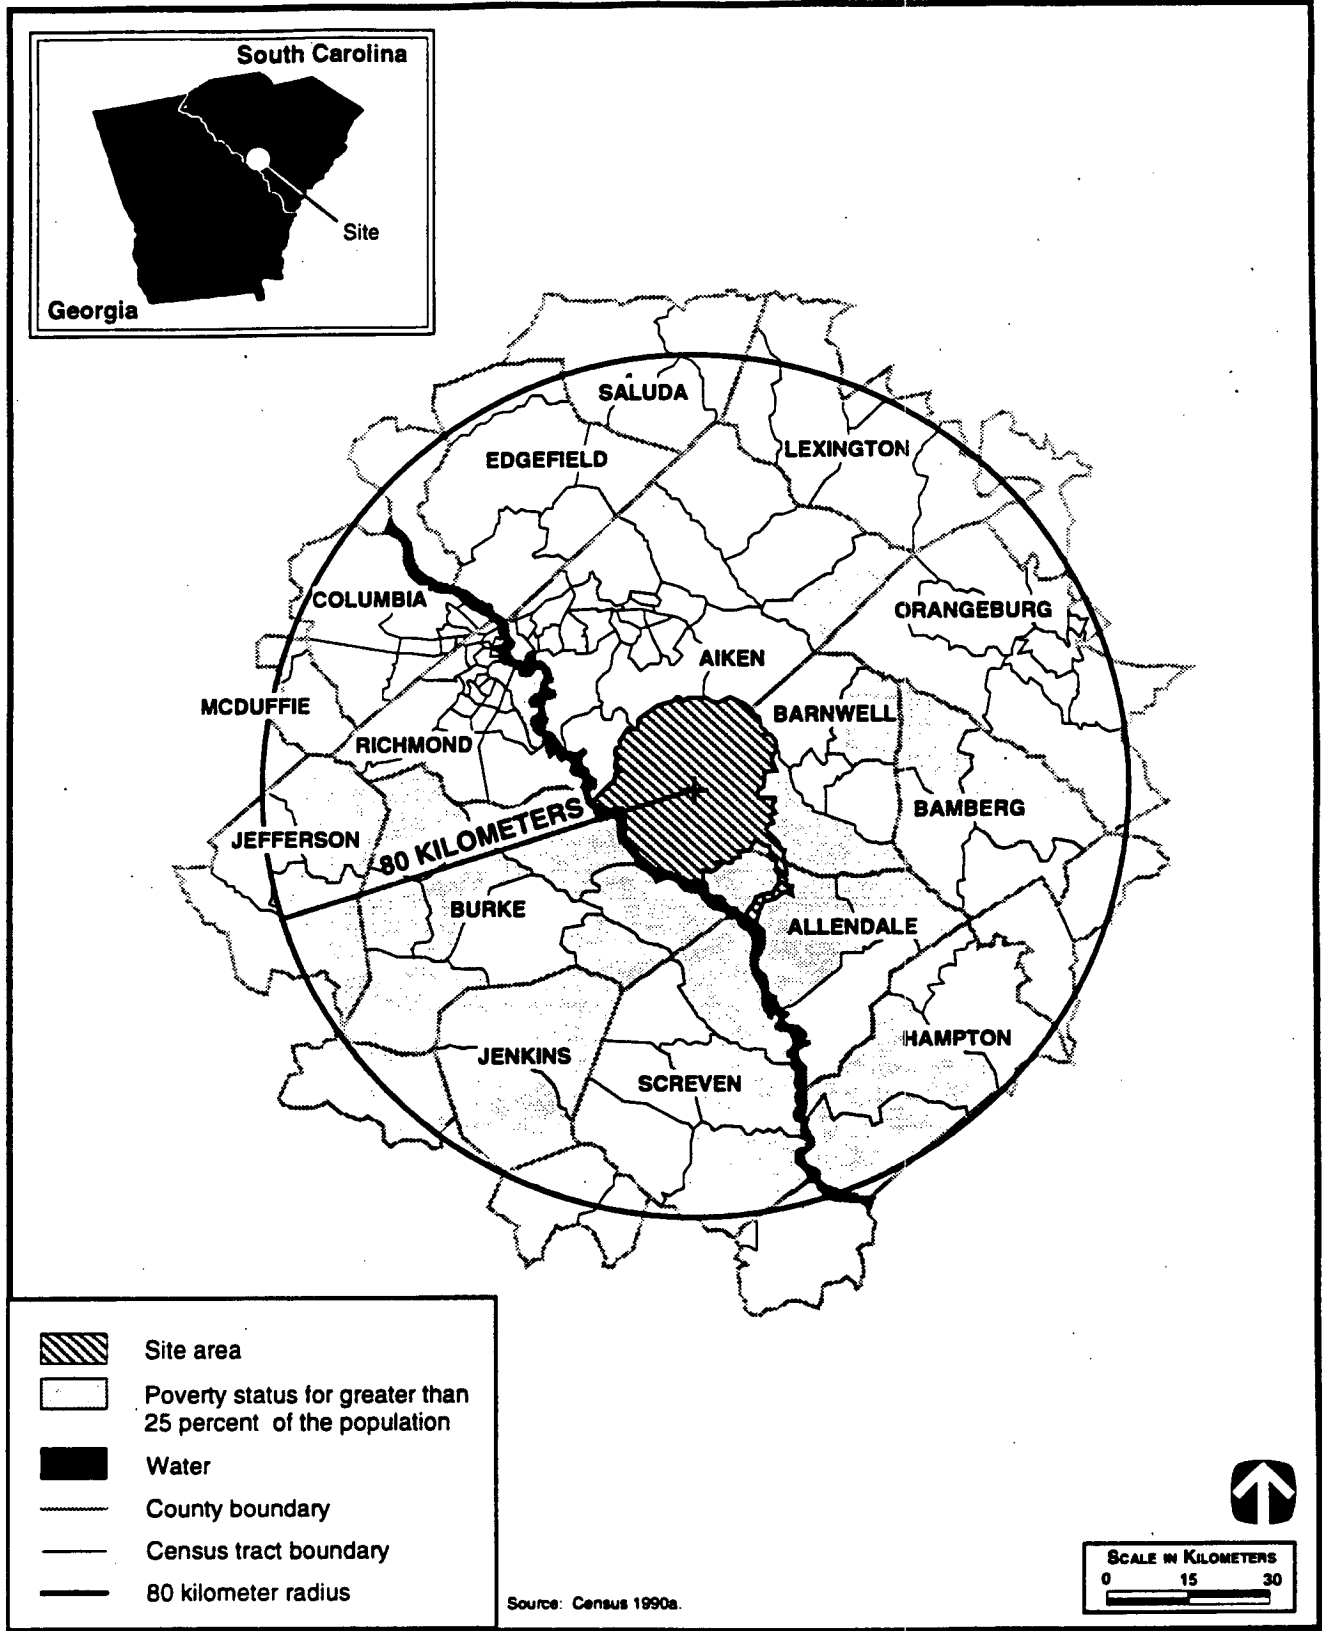 South Carolina
Site
Georgia
SALUDA
LEXINGTON
EDGEFIELD
COLUMBIA
ORANGEBURG
AIKEN
MCDUFFIE
BARNWELL
RICHMOND
BAMBERG
80 KILOMETERS
JEFFERSON
BURKE
ALLENDALE
HAMPTON
JENKINS
SCREVEN
Site area
Poverty status for greater than
25 percent of the population
Water
County boundary
Census tract boundary
80 kilometer radius
Source: Census 1990a.
SCALE IN KILOMETERS
0 15 30